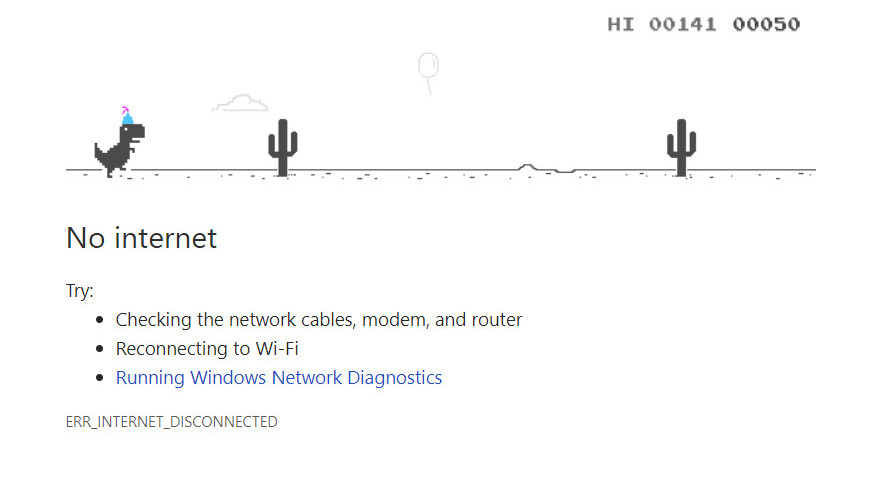 HI 00141 00050
No internet
Try:
• Checking the network cables, modem, and router
• Reconnecting to Wi-Fi
• Running Windows Network Diagnostics
ERR_INTERNET_DISCONNECTED